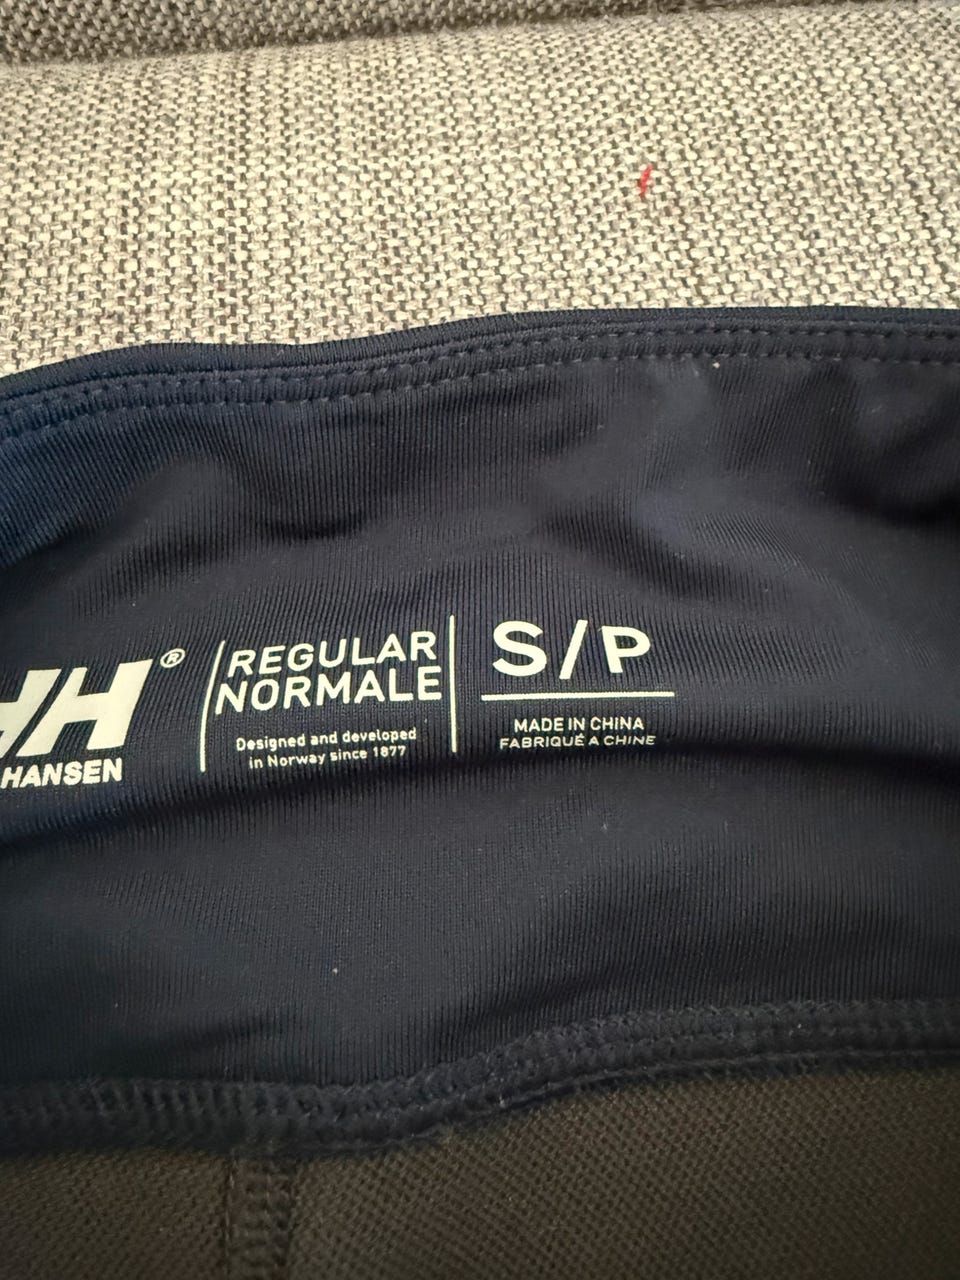 HH®
HANSEN
REGULAR
NORMALE
Designed and developed
in Norway since 1877
S/P
MADE IN CHINA
FABRIQUÉ A CHINE